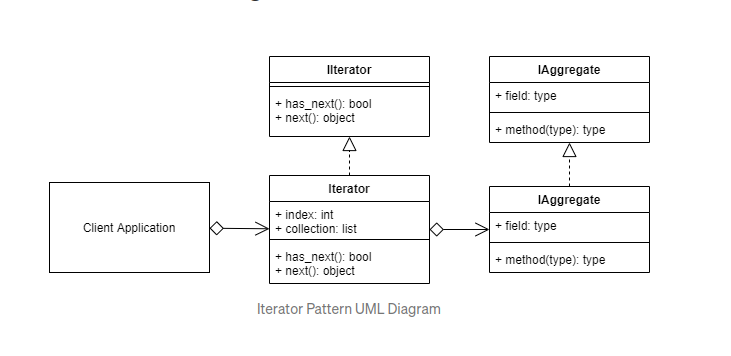 IIterator
+ has_next(): bool
+ next(): object
IAggregate
+ field: type
+ method(type): type
Client Application
Iterator
+ index: int
+ collection: list
+ has_next(): bool
+ next(): object
IAggregate
+ field: type
+ method(type): type
Iterator Pattern UML Diagram